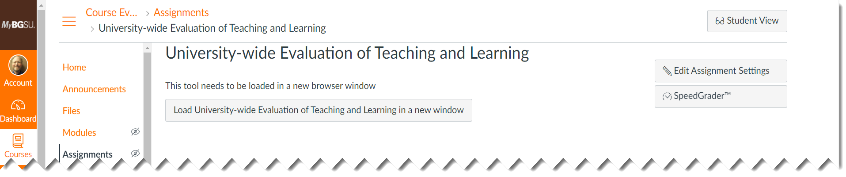 MyBGSU.
Account
Dashboard
Courses
Course Ev... > Assignments
> University-wide Evaluation of Teaching and Learning
Student View
Home
Announcements
Files
Modules
Assignments
University-wide Evaluation of Teaching and Learning
This tool needs to be loaded in a new browser window
Load University-wide Evaluation of Teaching and Learning in a new window
Edit Assignment Settings
SpeedGrader™